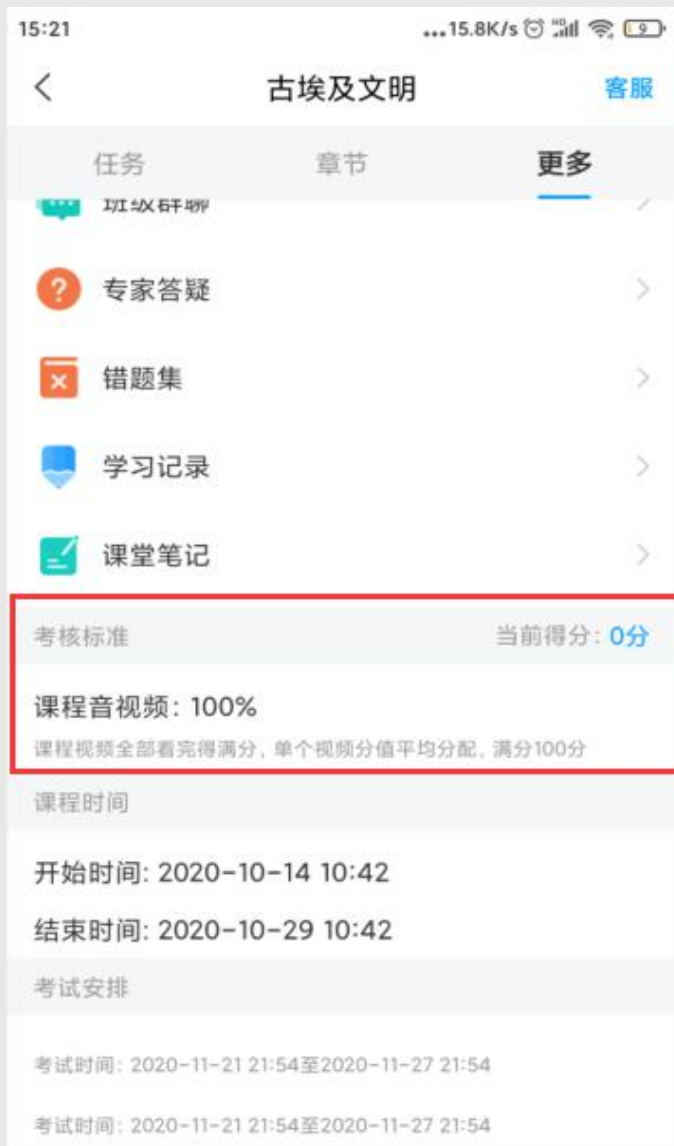 15:21
...15.8K/s HD 9
古埃及文明
客服
任务 章节 更多
班级群聊
专家答疑
错题集
学习记录
课堂笔记
考核标准 当前得分: 0分
课程音视频: 100%
课程视频全部看完得满分, 单个视频分值平均分配, 满分100分
课程时间
开始时间: 2020-10-14 10:42
结束时间: 2020-10-29 10:42
考试安排
考试时间: 2020-11-21 21:54至2020-11-27 21:54
考试时间: 2020-11-21 21:54至2020-11-27 21:54